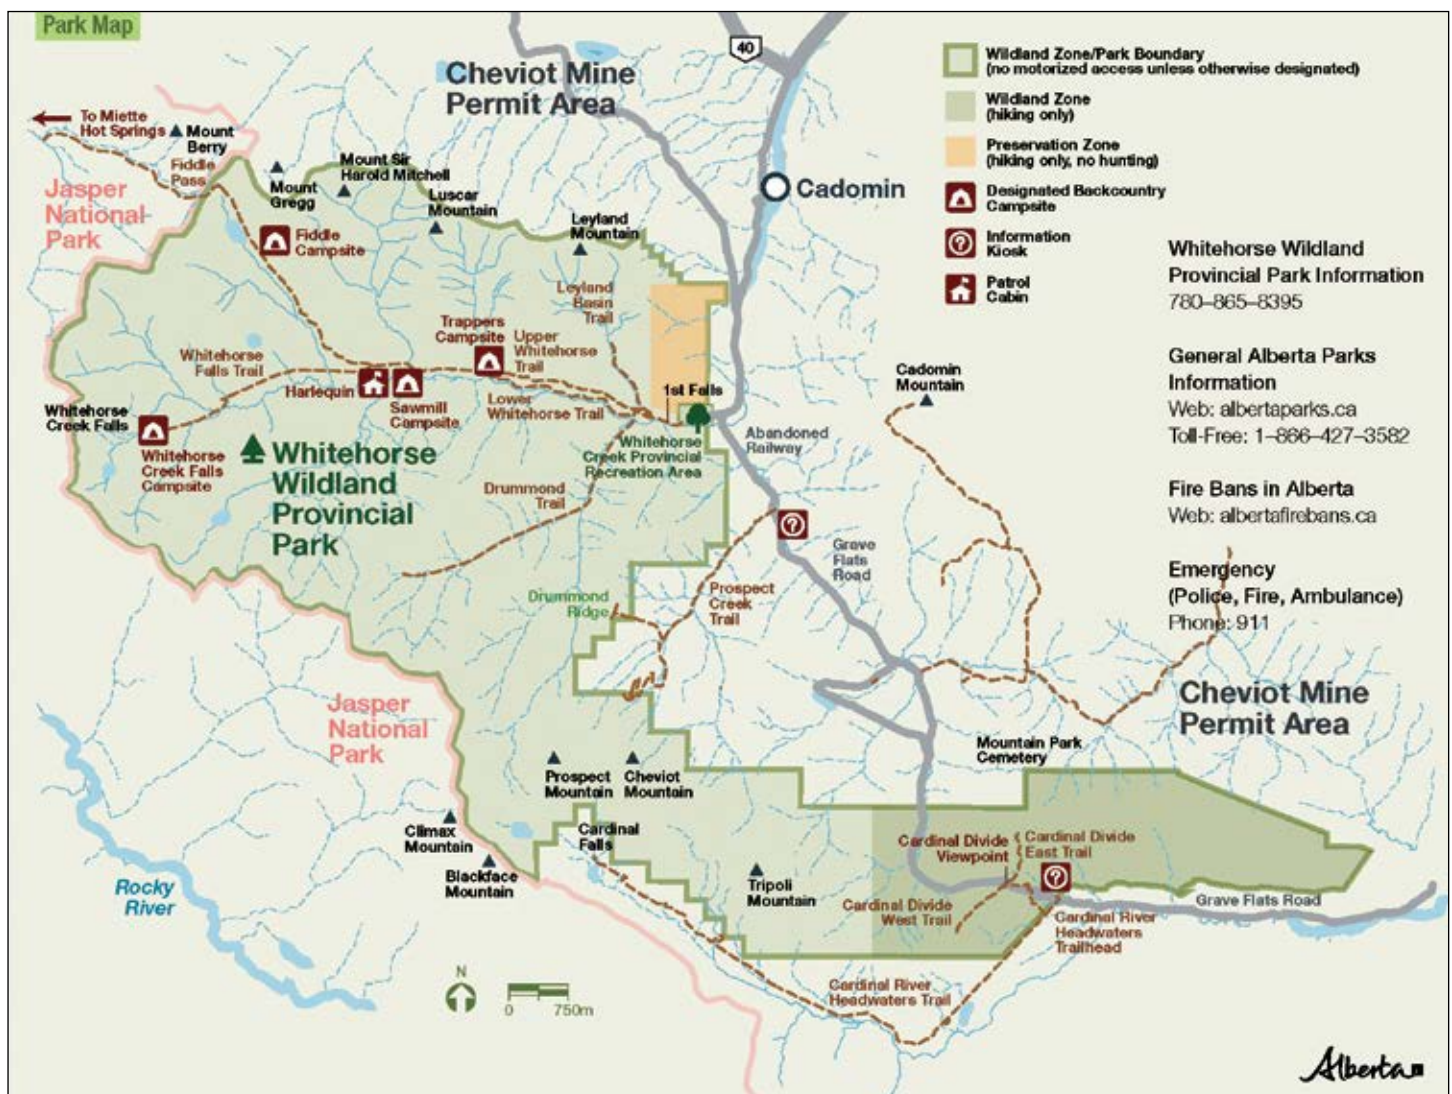 Park Map
40
Cheviot Mine
Permit Area
Wildland Zone/Park Boundary
(no motorized access unless otherwise designated)
Wildland Zone
(hiking only)
Preservation Zone
(hiking only, no hunting)
Designated Backcountry
Campsite
Information
Kiosk
Patrol
Cabin
To Miette
Hot Springs
Mount
Berry
Fiddle
Pass
Jasper
National
Park
Mount
Gregg
Mount Sir
Harold Mitchell
Luscar
Mountain
Leyland
Mountain
Cadomin
Fiddle
Campsite
Leyland
Basin
Trail
Whitehorse Wildland
Provincial Park Information
780–865–8395
General Alberta Parks
Information
Web: albertaparks.ca
Toll-Free: 1–866–427–3582
Fire Bans in Alberta
Web: albertafirebans.ca
Emergency
(Police, Fire, Ambulance)
Phone: 911
Trappers
Campsite
Upper
Whitehorse
Trail
Whitehorse
Falls Trail
Harlequin
Sawmill
Campsite
Lower
Whitehorse Trail
1st Falls
Cadomin
Mountain
Whitehorse
Creek Falls
Whitehorse
Creek Falls
Campsite
Whitehorse
Wildland
Provincial
Park
Whitehorse
Creek Provincial
Recreation Area
Abandoned
Railway
Drummond
Trail
Grave
Flats
Road
Drummond
Ridge
Prospect
Creek
Trail
Jasper
National
Park
Cheviot Mine
Permit Area
Mountain Park
Cemetery
Prospect
Mountain
Cheviot
Mountain
Climax
Mountain
Cardinal
Falls
Blackface
Mountain
Tripoli
Mountain
Cardinal Divide
Viewpoint
Cardinal Divide
East Trail
Cardinal Divide
West Trail
Grave Flats Road
Cardinal River
Headwaters
Trailhead
Rocky
River
Cardinal River
Headwaters Trail
N
0 750m
Alberta